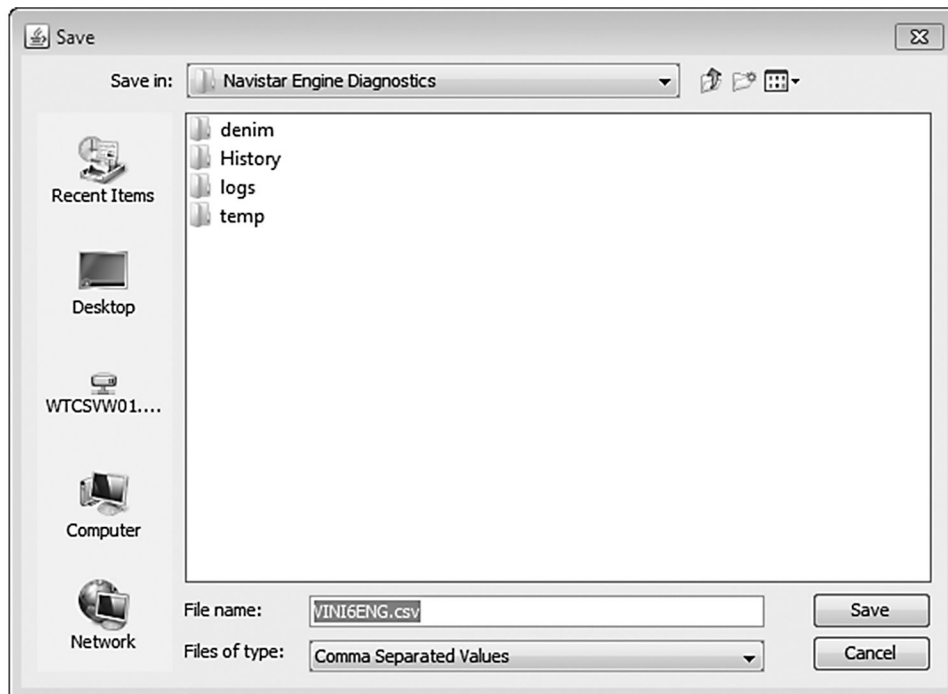 Save
Save in: Navistar Engine Diagnostics
denim
History
logs
temp
Recent Items
Desktop
WTCSVW01....
Computer
Network
File name: VINI6ENG.csv Save
Files of type: Comma Separated Values Cancel